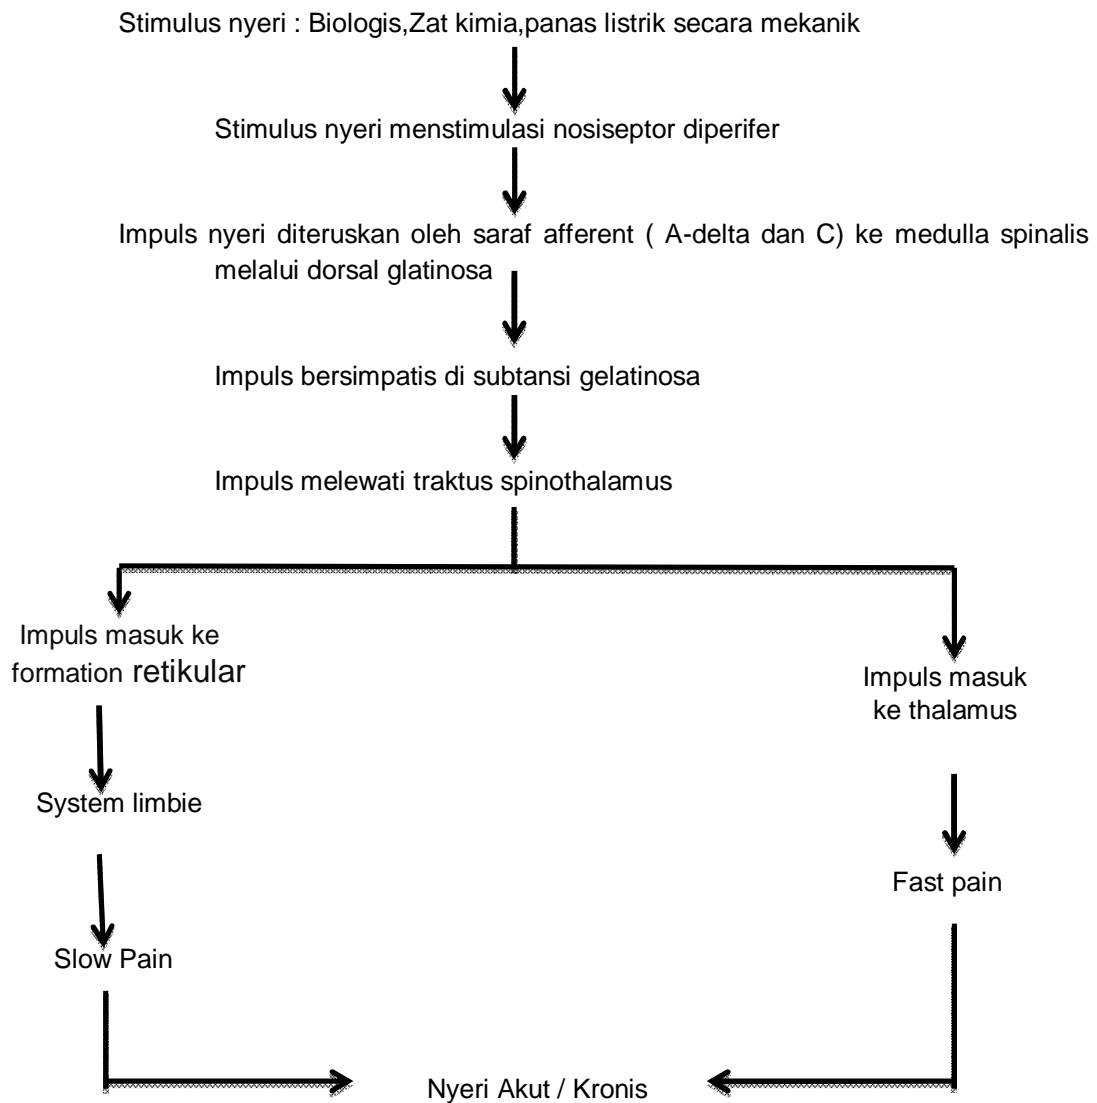 Stimulus nyeri : Biologis,Zat kimia,panas listrik secara mekanik
Stimulus nyeri menstimulasi nosiseptor diperifer
Impuls nyeri diteruskan oleh saraf afferent ( A-delta dan C) ke medulla spinalis
melalui dorsal glatinosa
Impuls bersimpatis di subtansi gelatinosa
Impuls melewati traktus spinothalamus
Impuls masuk ke
formation retikular
Impuls masuk
ke thalamus
System limbie
Fast pain
Slow Pain
Nyeri Akut / Kronis